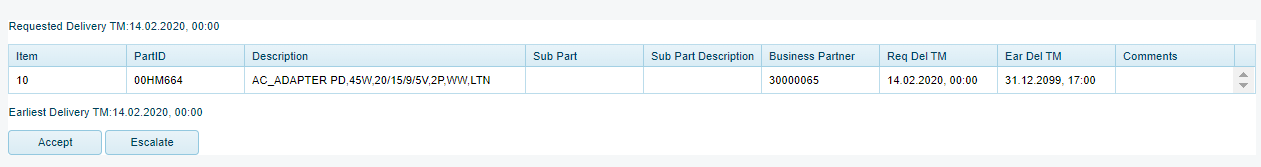 Requested Delivery TM:14.02.2020, 00:00
Item PartID Description Sub Part Sub Part Description Business Partner Req Del TM Ear Del TM Comments
10 00HM664 AC_ADAPTER PD,45W,20/15/9/5V,2P,WW,LTN 30000065 14.02.2020, 00:00 31.12.2099, 17:00
Earliest Delivery TM:14.02.2020, 00:00
Accept Escalate